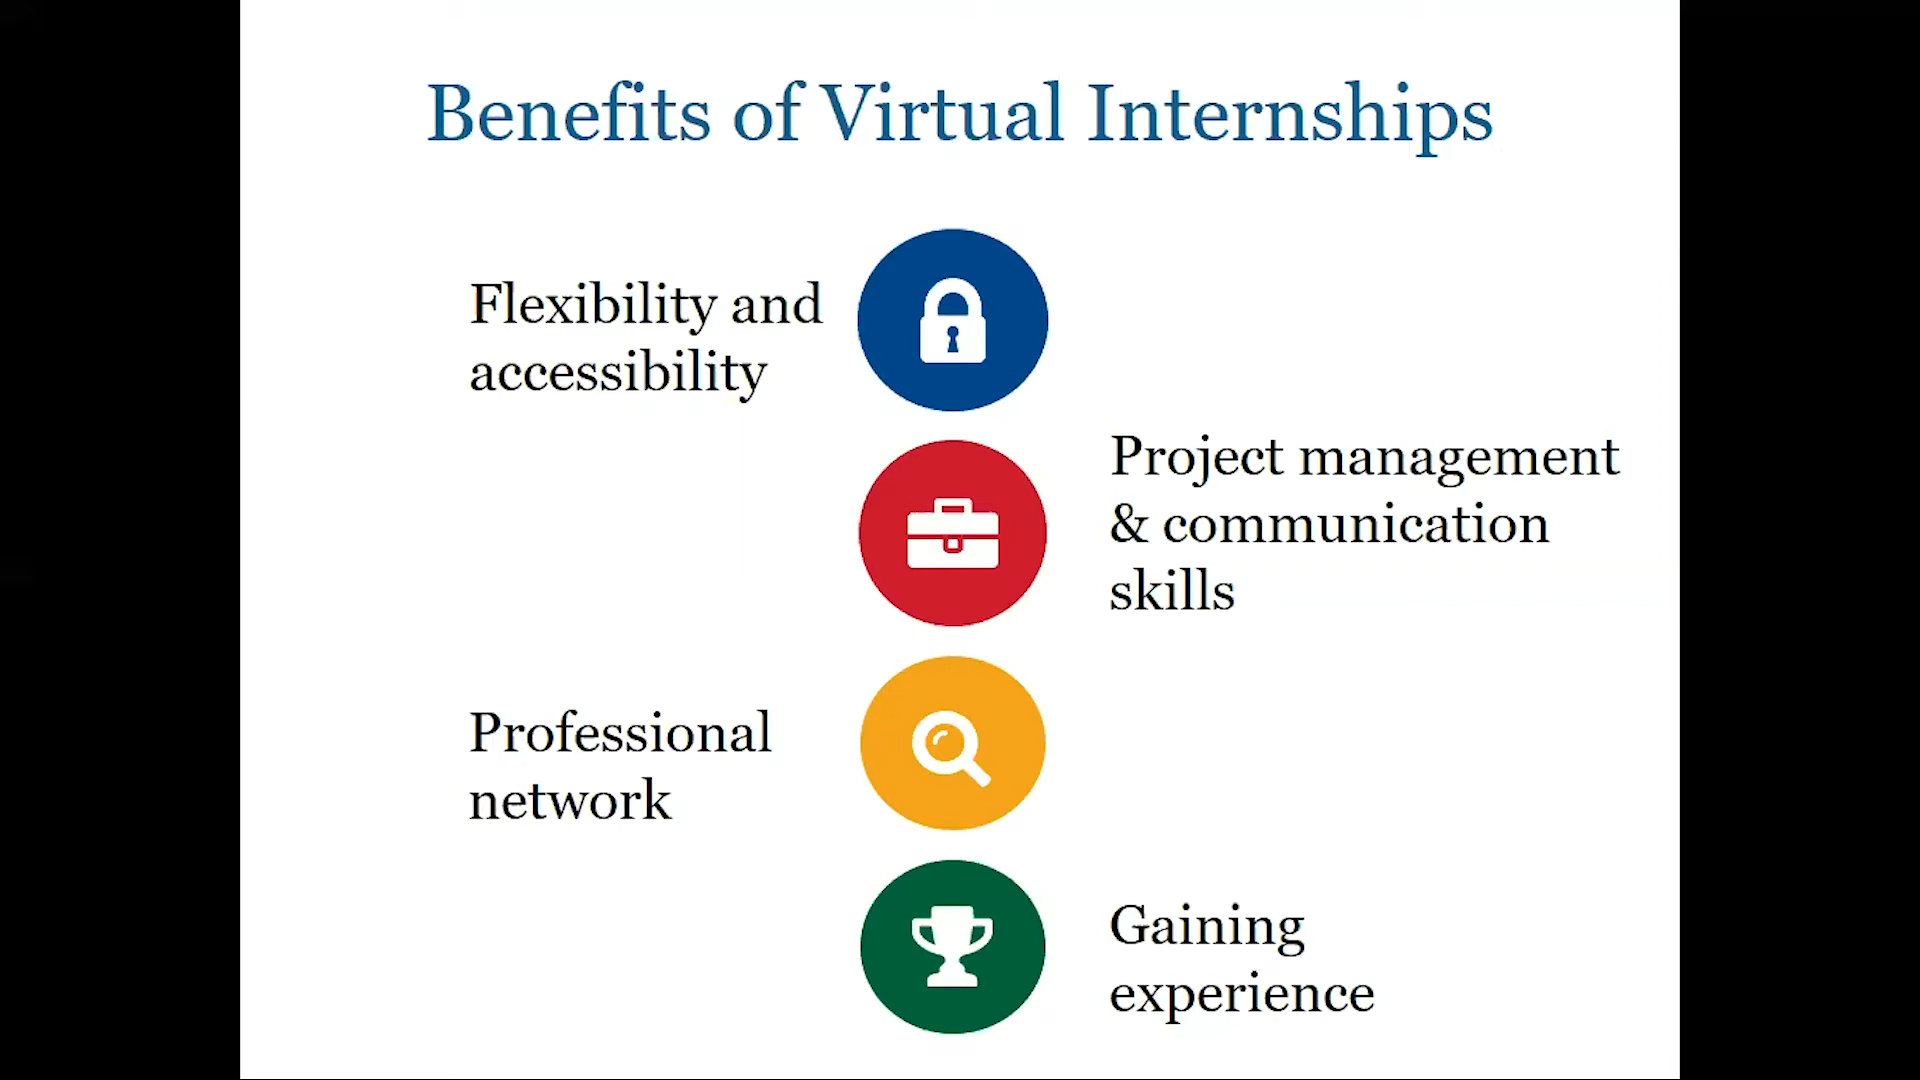 Benefits of Virtual Internships
Flexibility and
accessibility
Project management
& communication
skills
Professional
network
Gaining
experience